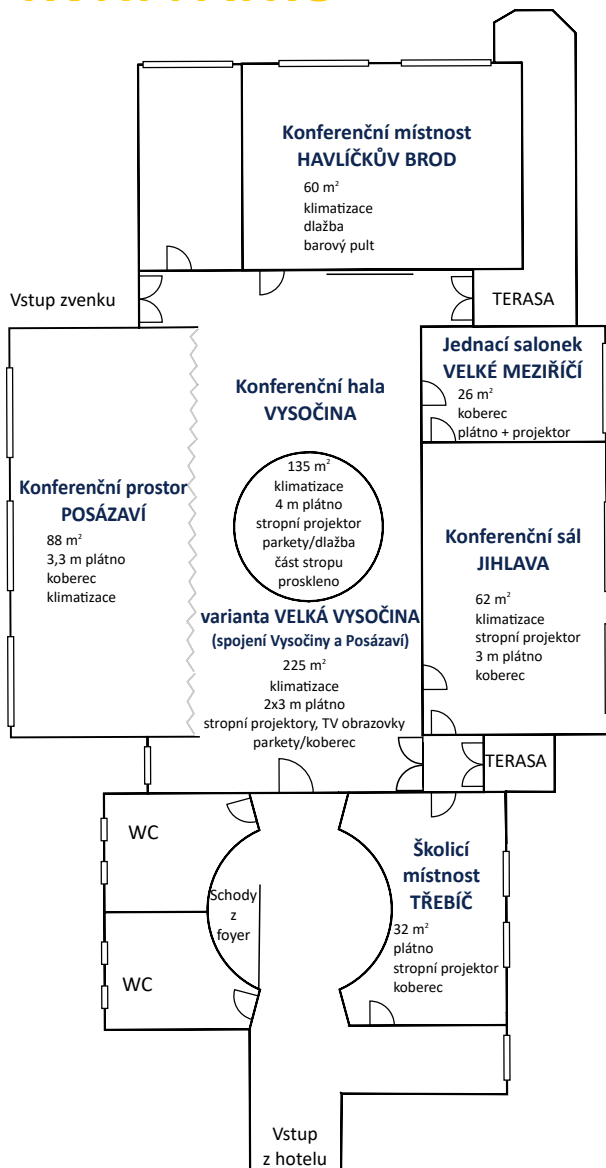 Konferenční místnost
HAVLÍČKŮV BROD
60 m²
klimatizace
dlažba
barový pult
Vstup zvenku
TERASA
Jednací salonek
VELKÉ MEZIŘÍČÍ
26 m²
koberec
plátno + projektor
Konferenční hala
VYSOČINA
135 m²
klimatizace
4 m plátno
stropní projektor
parkety/dlažba
část stropu
proskleno
Konferenční prostor
POSÁZAVÍ
88 m²
3,3 m plátno
koberec
klimatizace
Konferenční sál
JIHLAVA
62 m²
klimatizace
stropní projektor
3 m plátno
koberec
varianta VELKÁ VYSOČINA
(spojení Vysočiny a Posázaví)
225 m²
klimatizace
2x3 m plátno
stropní projektory, TV obrazovky
parkety/koberec
TERASA
WC
Školicí
místnost
TŘEBÍČ
32 m²
plátno
stropní projektor
koberec
Schody
z
foyer
WC
Vstup
z hotelu